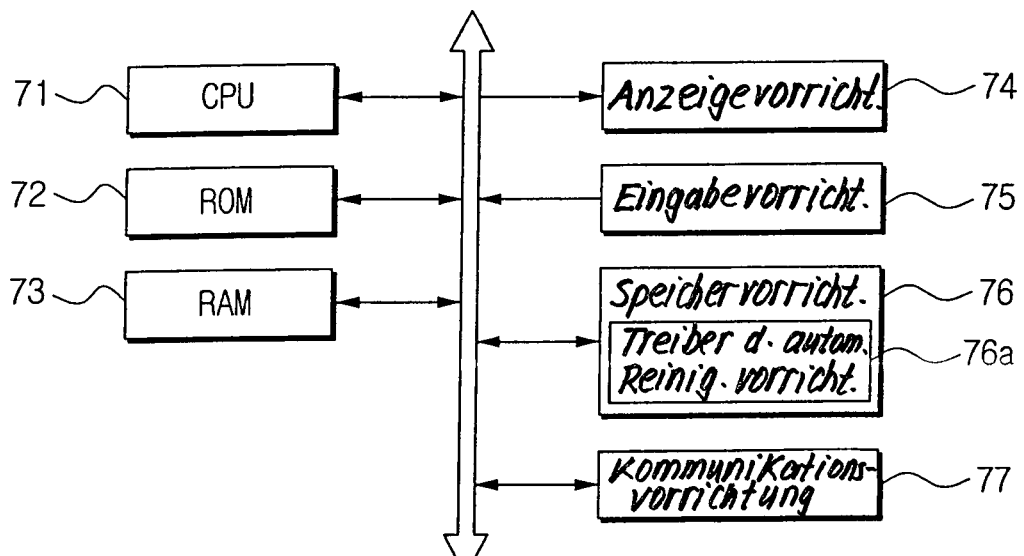 71 CPU
72 ROM
73 RAM
Anzeigevorricht. 74
Eingabevorricht. 75
Speichervorricht. 76
Treiber d. autom. 76a
Reinig. vorricht.
Kommunikations-
vorrichtung 77